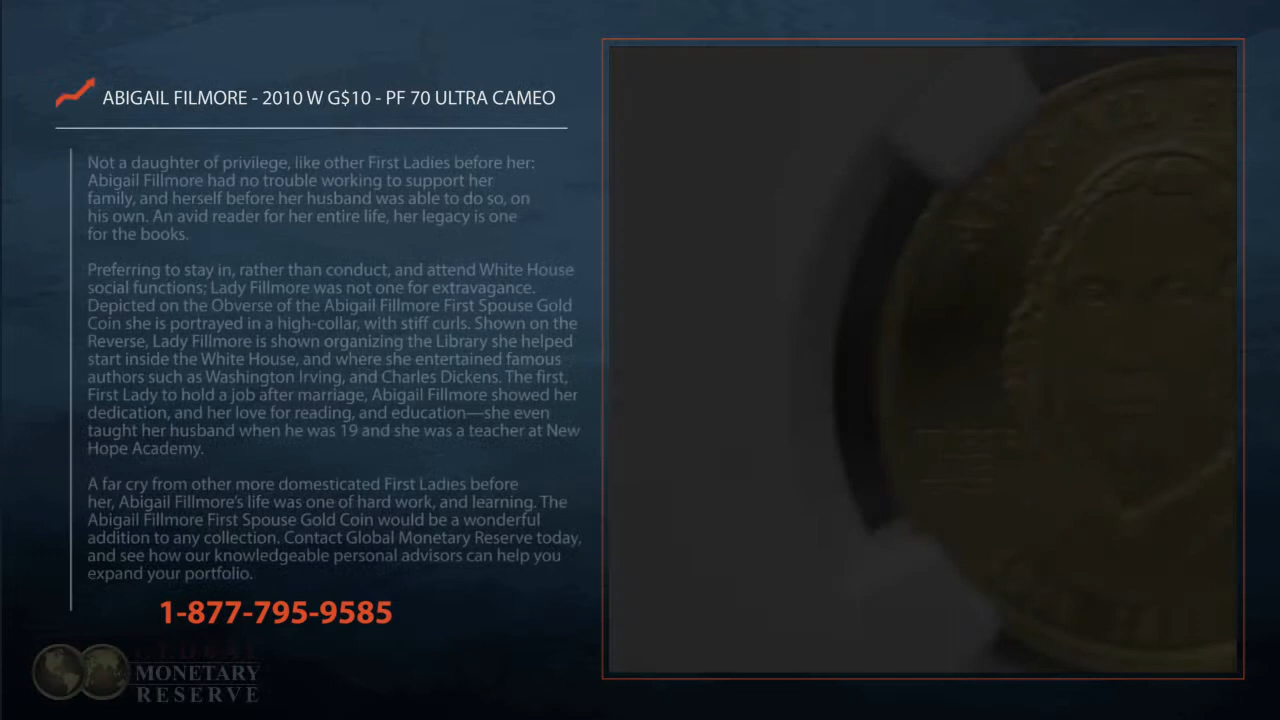 ABIGAIL FILMORE - 2010 W G$10 - PF 70 ULTRA CAMEO
Not a daughter of privilege, like other First Ladies before her:
Abigail Fillmore had no trouble working to support her
family, and herself before her husband was able to do so, on
his own. An avid reader for her entire life, her legacy is one
for the books.
Preferring to stay in, rather than conduct, and attend White House
social functions; Lady Fillmore was not one for extravagance.
Depicted on the Obverse of the Abigail Fillmore First Spouse Gold
Coin she is portrayed in a high-collar, with stiff curls. Shown on the
Reverse, Lady Fillmore is shown organizing the Library she helped
start inside the White House, and where she entertained famous
authors such as Washington Irving, and Charles Dickens. The first,
First Lady to hold a job after marriage, Abigail Fillmore showed her
dedication, and her love for reading, and education—she even
taught her husband when he was 19 and she was a teacher at New
Hope Academy.
A far cry from other more domesticated First Ladies before
her, Abigail Fillmore's life was one of hard work, and learning. The
Abigail Fillmore First Spouse Gold Coin would be a wonderful
addition to any collection. Contact Global Monetary Reserve today,
and see how our knowledgeable personal advisors can help you
expand your portfolio.
1-877-795-9585
GLOBAL
MONETARY
RESERVE